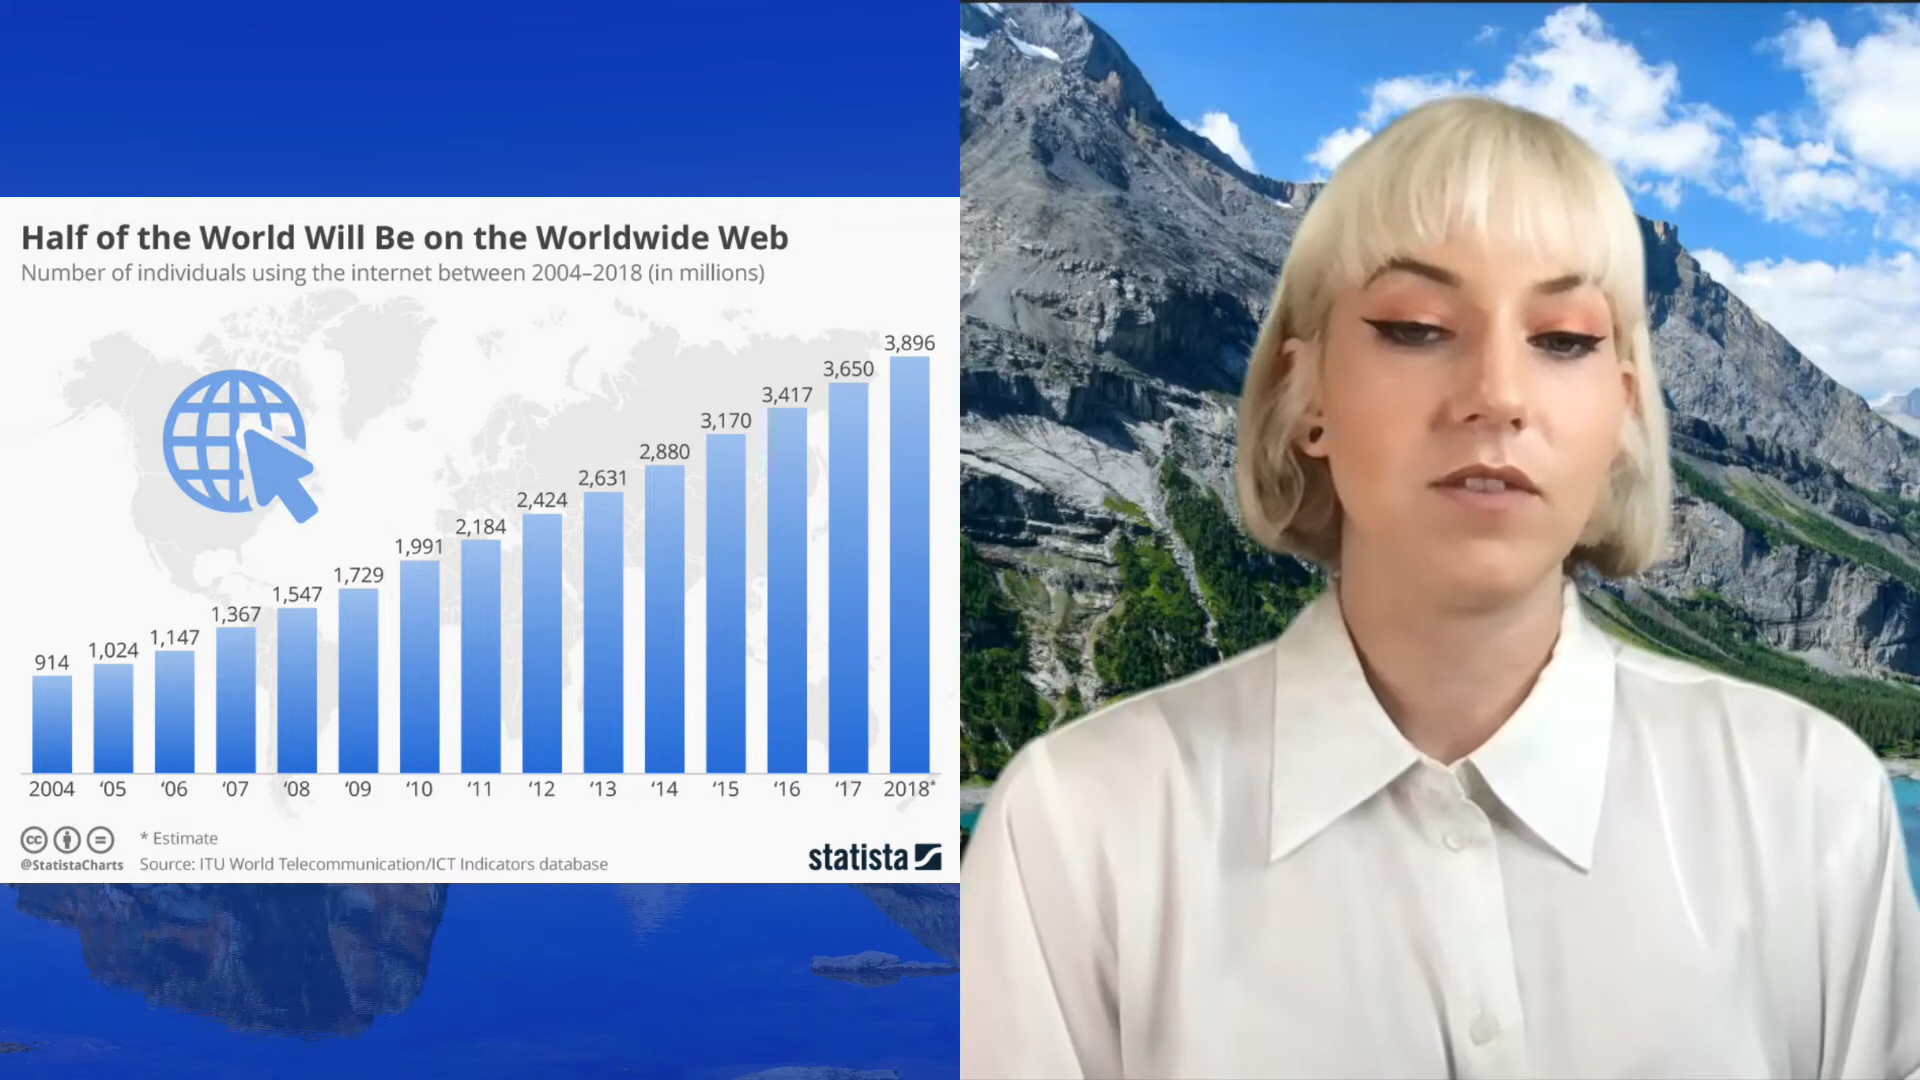 Half of the World Will Be on the Worldwide Web
Number of individuals using the internet between 2004–2018 (in millions)
914
1,024
1,147
1,367
1,547
1,729
1,991
2,184
2,424
2,631
2,880
3,170
3,417
3,650
3,896
2004 ‘05 ‘06 ‘07 ‘08 ‘09 ‘10 ‘11 ‘12 ‘13 ‘14 ‘15 ‘16 ‘17 2018*
cc
@StatistaCharts
* Estimate
Source: ITU World Telecommunication/ICT Indicators database
statista